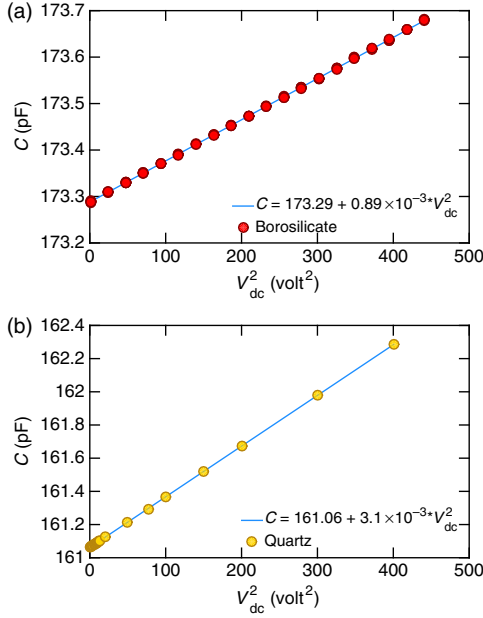 (a)
173.7
173.6
173.5
173.4
173.3
173.2
C (pF)
C = 173.29 + 0.89 ×10⁻³*V²dc
Borosilicate
0 100 200 300 400 500
V²dc (volt²)
(b)
162.4
162.2
162
161.8
161.6
161.4
161.2
161
C (pF)
C = 161.06 + 3.1 ×10⁻³*V²dc
Quartz
0 100 200 300 400 500
V²dc (volt²)